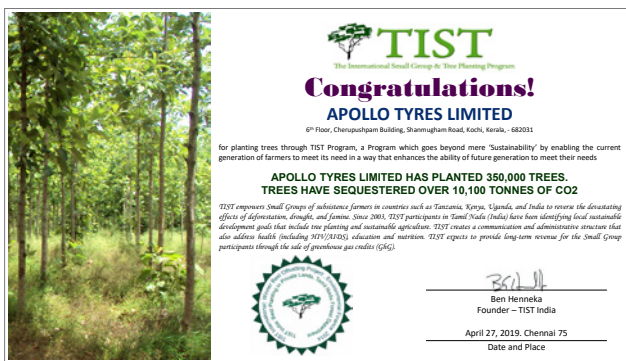 TIST
The International Small Group & Tree Planting Program
Congratulations!
APOLLO TYRES LIMITED
6th Floor, Cherupushpam Building, Shanmugham Road, Kochi, Kerala, - 682031
for planting trees through TIST Program, a Program which goes beyond mere ‘Sustainability’ by enabling the current
generation of farmers to meet its need in a way that enhances the ability of future generation to meet their needs
APOLLO TYRES LIMITED HAS PLANTED 350,000 TREES.
TREES HAVE SEQUESTERED OVER 10,100 TONNES OF CO2
TIST empowers Small Groups of subsistence farmers in countries such as Tanzania, Kenya, Uganda, and India to reverse the devastating
effects of deforestation, drought, and famine. Since 2003, TIST participants in Tamil Nadu (India) have been identifying local sustainable
development goals that include tree planting and sustainable agriculture. TIST creates a communication and administrative structure that
also address health (including HIV/AIDS), education and nutrition. TIST expects to provide long-term revenue for the Small Group
participants through the sale of greenhouse gas credits (GhG).
Ben Henneka
Founder – TIST India
April 27, 2019. Chennai 75
Date and Place